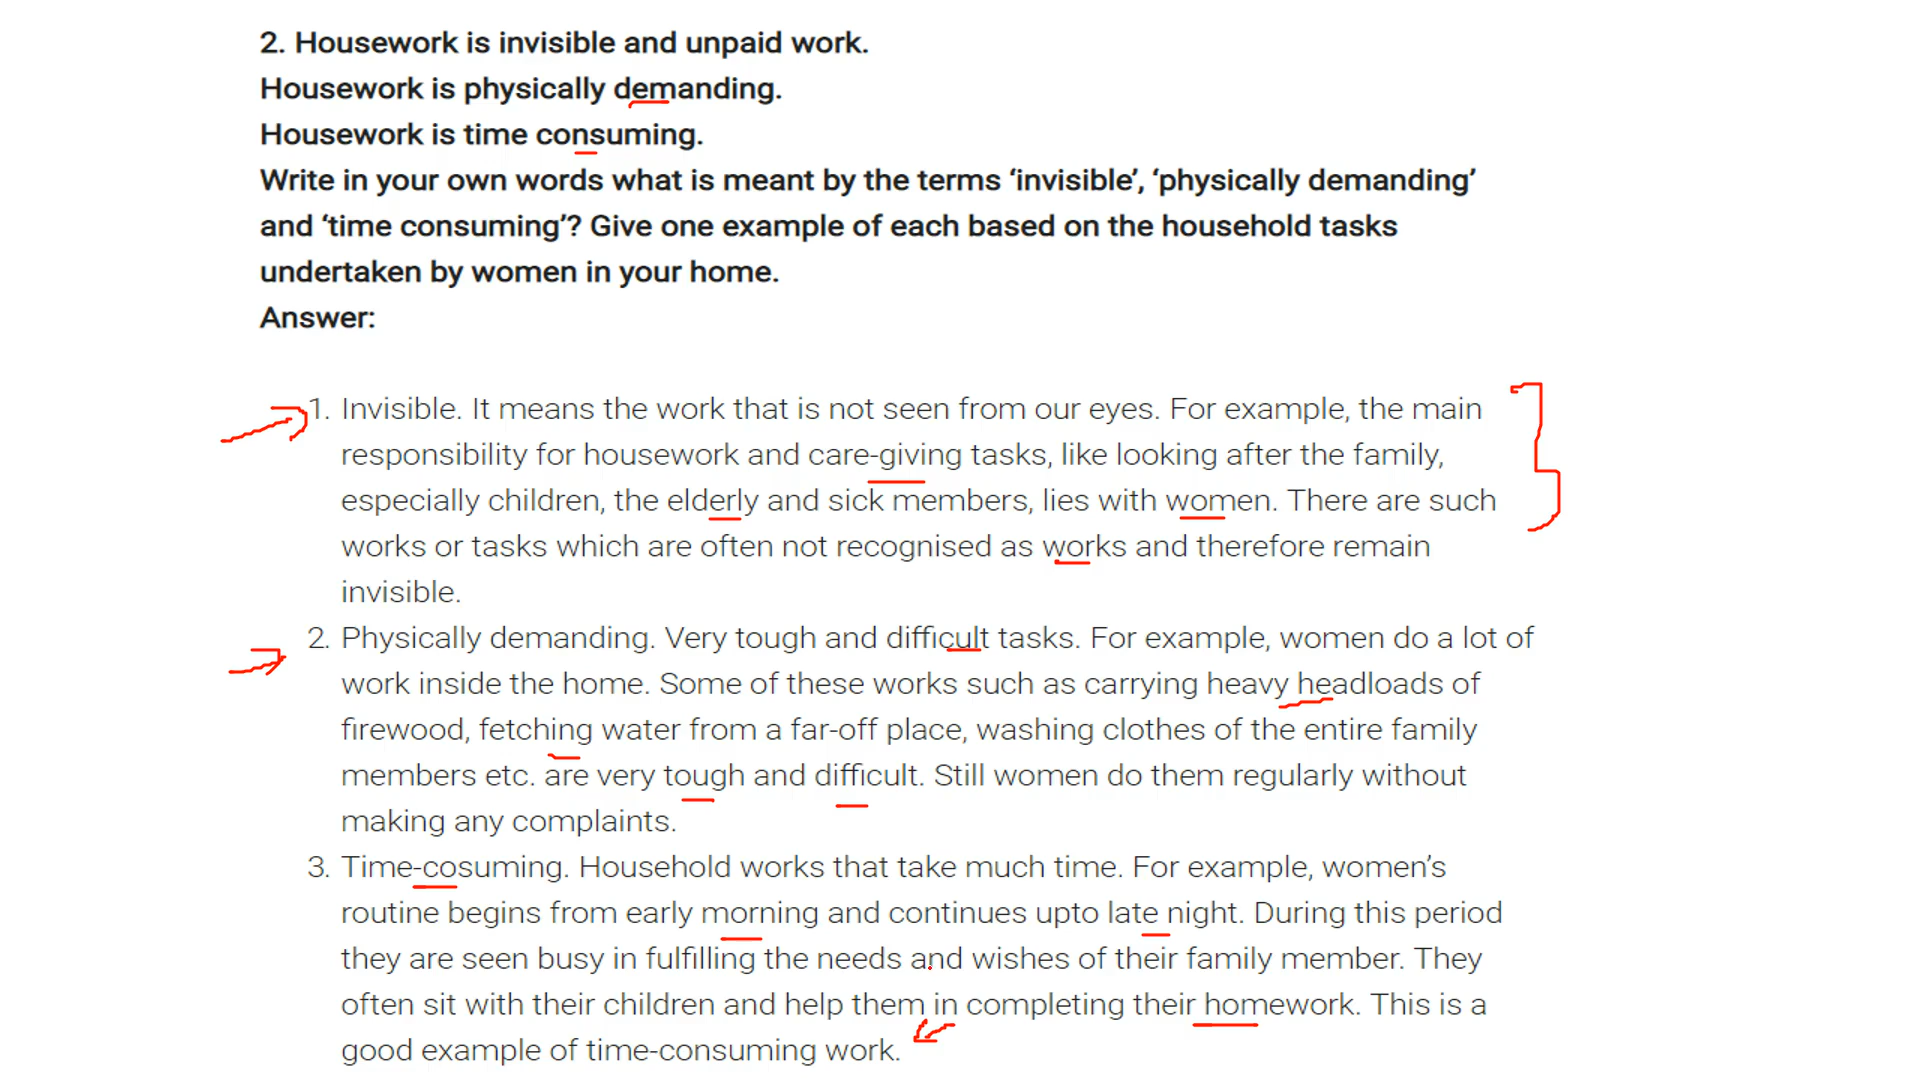 2. Housework is invisible and unpaid work.
Housework is physically demanding.
Housework is time consuming.
Write in your own words what is meant by the terms ‘invisible’, ‘physically demanding’
and ‘time consuming’? Give one example of each based on the household tasks
undertaken by women in your home.
Answer:
1. Invisible. It means the work that is not seen from our eyes. For example, the main
responsibility for housework and care-giving tasks, like looking after the family,
especially children, the elderly and sick members, lies with women. There are such
works or tasks which are often not recognised as works and therefore remain
invisible.
2. Physically demanding. Very tough and difficult tasks. For example, women do a lot of
work inside the home. Some of these works such as carrying heavy headloads of
firewood, fetching water from a far-off place, washing clothes of the entire family
members etc. are very tough and difficult. Still women do them regularly without
making any complaints.
3. Time-cosuming. Household works that take much time. For example, women’s
routine begins from early morning and continues upto late night. During this period
they are seen busy in fulfilling the needs and wishes of their family member. They
often sit with their children and help them in completing their homework. This is a
good example of time-consuming work.